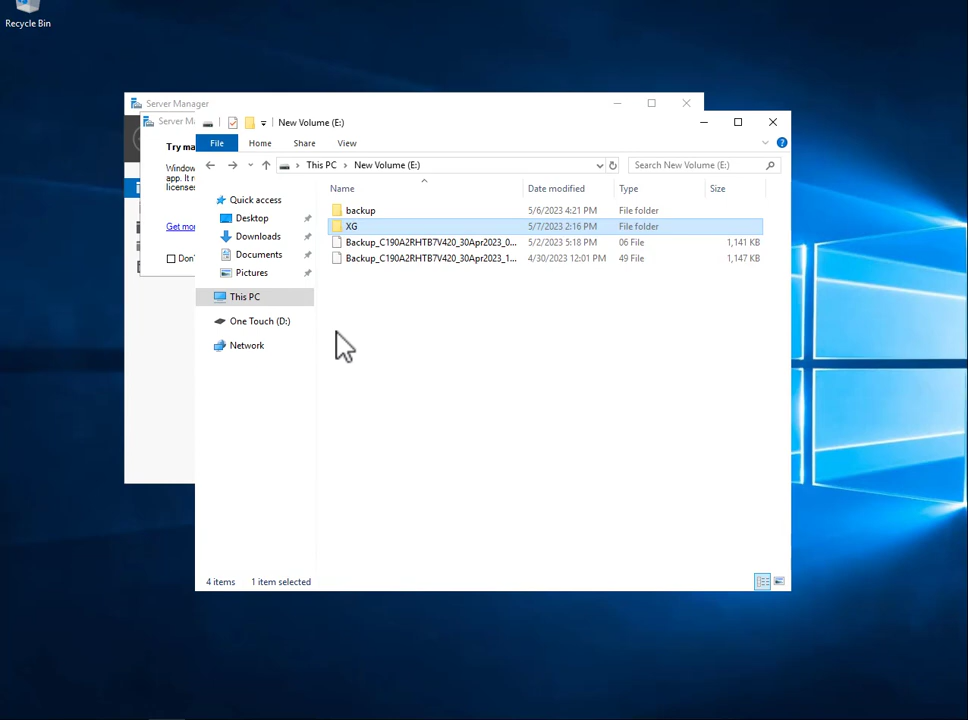 Recycle Bin
Server Manager
Server M
New Volume (E:)
Try ma
Windov
app. It r
licenses
Get mor
Don'
File
Home
Share
View
This PC
New Volume (E:)
Search New Volume (E:)
Name
Date modified
Type
Size
Quick access
Desktop
Downloads
Documents
Pictures
This PC
One Touch (D:)
Network
backup
5/6/2023 4:21 PM
File folder
XG
5/7/2023 2:16 PM
File folder
Backup_C190A2RHTB7V420_30Apr2023_0...
5/2/2023 5:18 PM
06 File
1,141 KB
Backup_C190A2RHTB7V420_30Apr2023_1...
4/30/2023 12:01 PM
49 File
1,147 KB
4 items
1 item selected